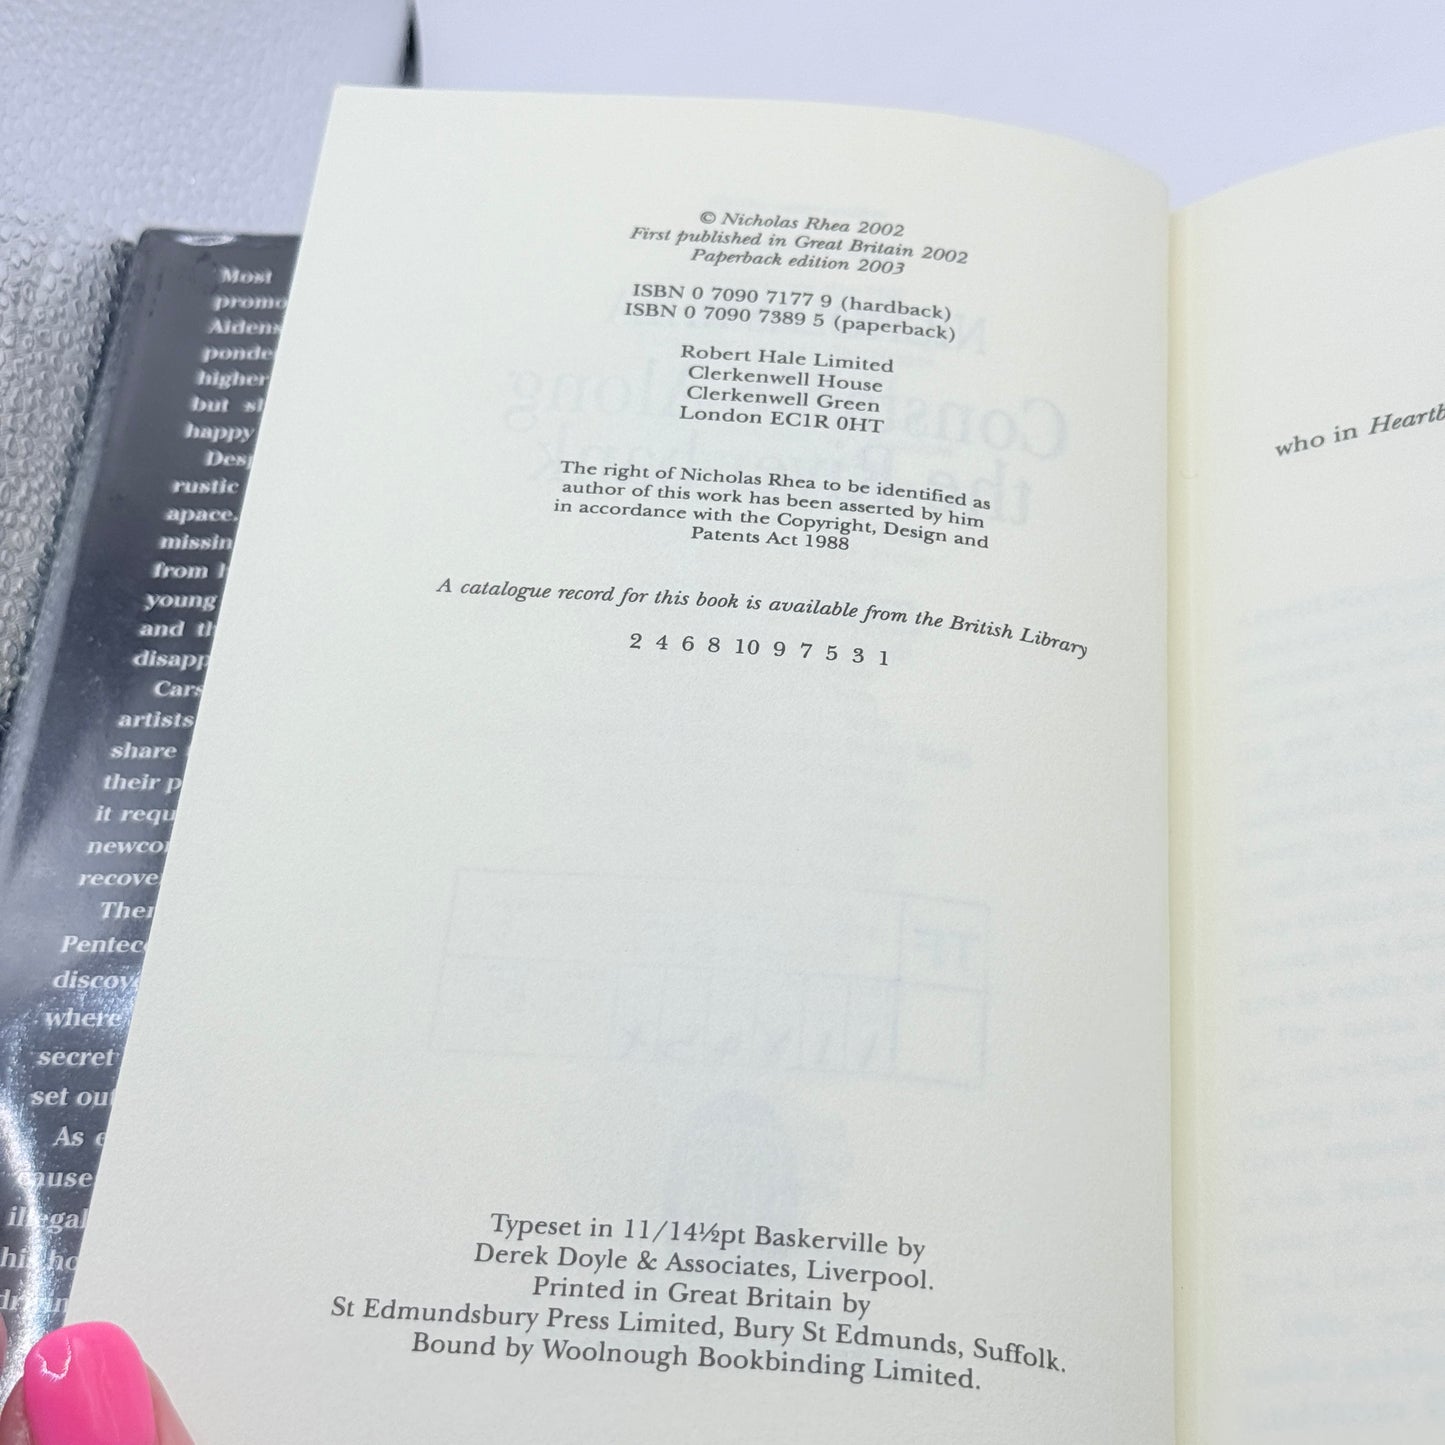 Most
promo
Aidens
ponde
higher
but sl
happy
Desp
rustic
apace.
missin
from l
young
and th
disapp
Cars
artists
share
their p
it requ
newco
recove
Ther
Pentec
discove
where
secret
set ou
As
cause
illegal
© Nicholas Rhea 2002
First published in Great Britain 2002
Paperback edition 2003
ISBN 0 7090 7177 9 (hardback)
ISBN 0 7090 7389 5 (paperback)
Robert Hale Limited
Clerkenwell House
Clerkenwell Green
London EC1R 0HT
The right of Nicholas Rhea to be identified as
author of this work has been asserted by him
in accordance with the Copyright, Design and
Patents Act 1988
A catalogue record for this book is available from the British Library
2 4 6 8 10 9 7 5 3 1
Typeset in 11/14½pt Baskerville by
Derek Doyle & Associates, Liverpool.
Printed in Great Britain by
St Edmundsbury Press Limited, Bury St Edmunds, Suffolk.
Bound by Woolnough Bookbinding Limited.
who in Heartb